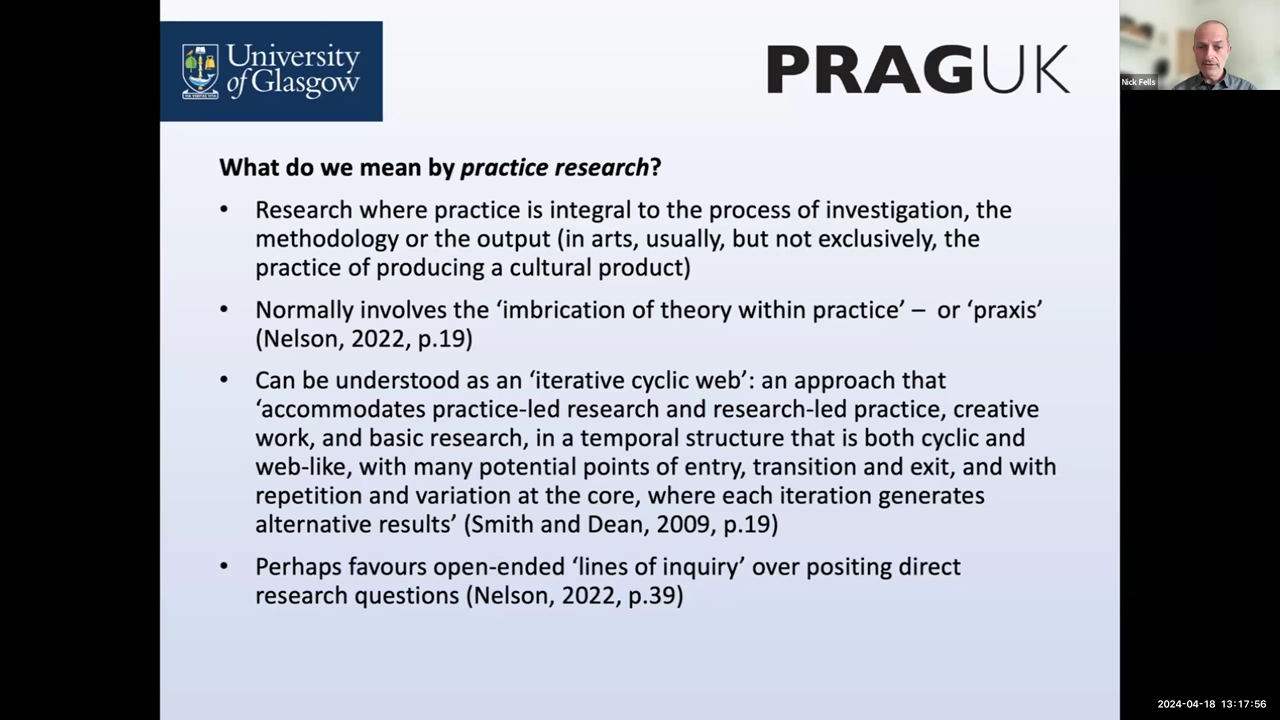 University
of Glasgow
PRAGUK
Nick Fells
What do we mean by practice research?
• Research where practice is integral to the process of investigation, the
methodology or the output (in arts, usually, but not exclusively, the
practice of producing a cultural product)
• Normally involves the ‘imbrication of theory within practice’ – or ‘praxis’
(Nelson, 2022, p.19)
• Can be understood as an ‘iterative cyclic web’: an approach that
‘accommodates practice-led research and research-led practice, creative
work, and basic research, in a temporal structure that is both cyclic and
web-like, with many potential points of entry, transition and exit, and with
repetition and variation at the core, where each iteration generates
alternative results’ (Smith and Dean, 2009, p.19)
• Perhaps favours open-ended ‘lines of inquiry’ over positing direct
research questions (Nelson, 2022, p.39)
2024-04-18 13:17:56